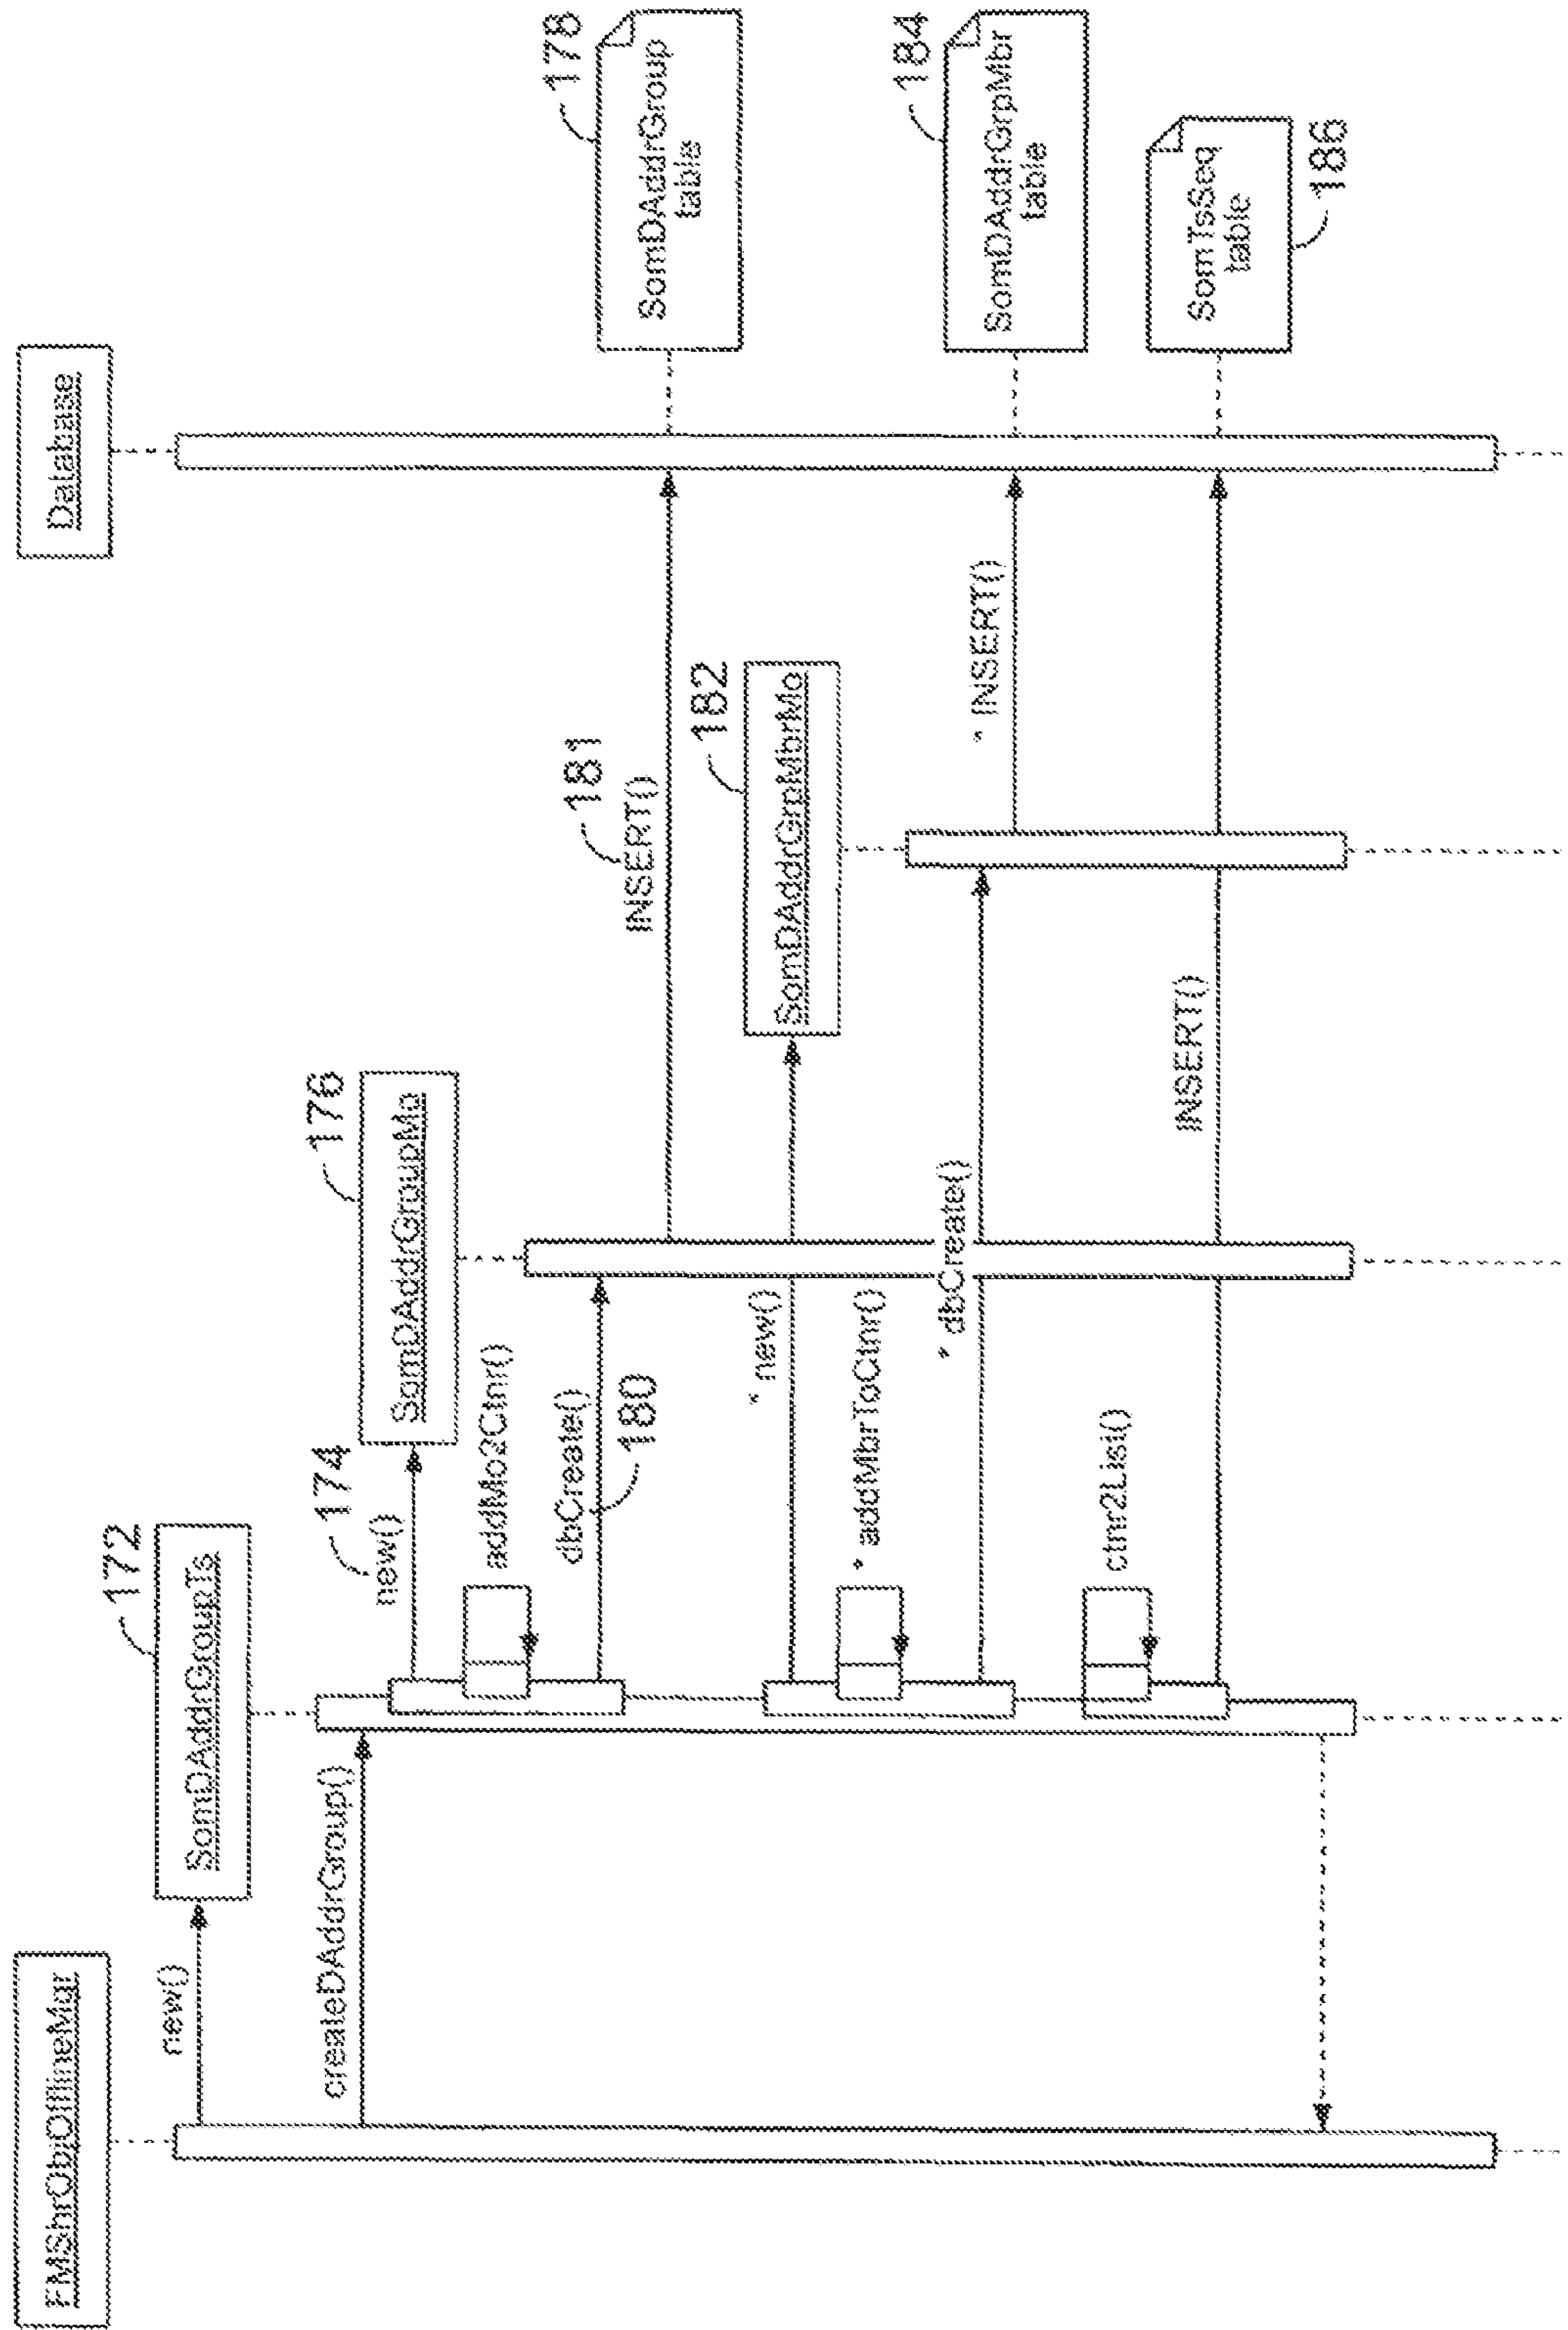 FMShrObjOfflineMgr
Database
new()
172
SomDAddrGroupTs
createDAddrGroup()
174
new()
176
SomDAddrGroupMo
addMo2Ctnr()
dbCreate()
180
181
INSERT()
178
SomDAddrGroup
table
* new()
182
SomDAddrGrpMbrMo
* addMbrToCtnr()
* dbCreate()
* INSERT()
184
SomDAddrGrpMbr
table
ctnr2List()
INSERT()
SomTsSeq
table
186